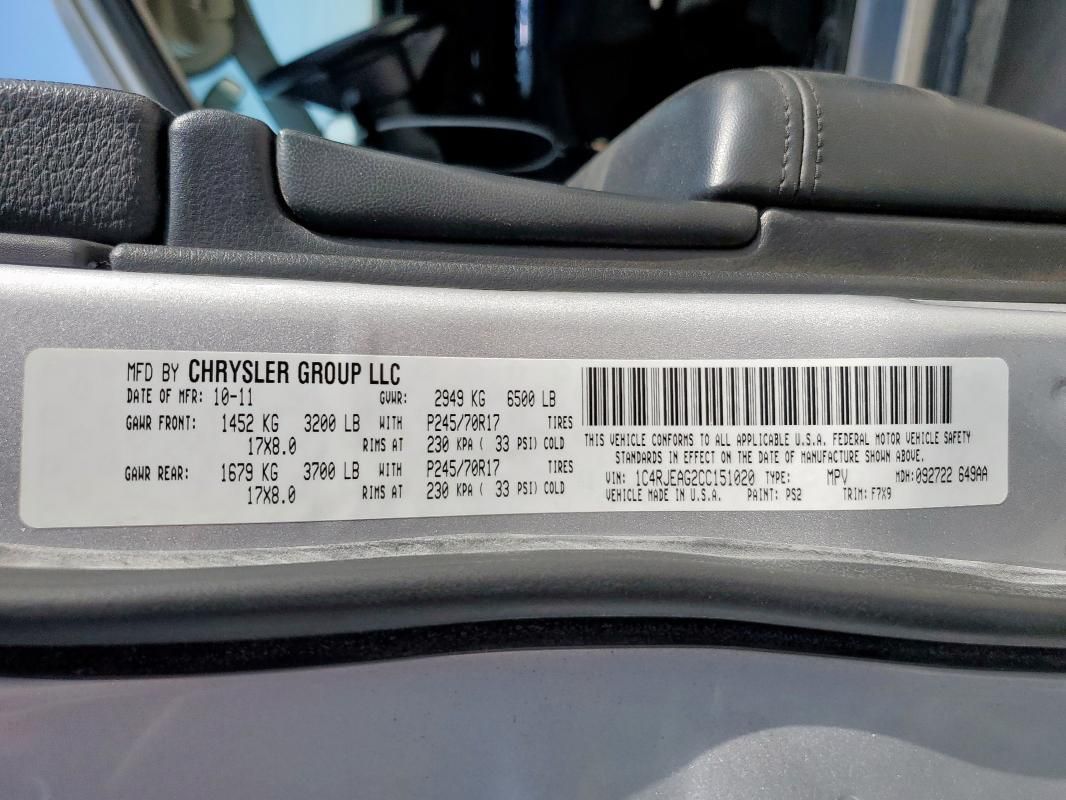 MFD BY CHRYSLER GROUP LLC
DATE OF MFR: 10-11 GVWR: 2949 KG 6500 LB
GAWR FRONT: 1452 KG 3200 LB WITH P245/70R17 TIRES
17X8.0 RIMS AT 230 KPA ( 33 PSI) COLD
GAWR REAR: 1679 KG 3700 LB WITH P245/70R17 TIRES
17X8.0 RIMS AT 230 KPA ( 33 PSI) COLD
THIS VEHICLE CONFORMS TO ALL APPLICABLE U.S.A. FEDERAL MOTOR VEHICLE SAFETY
STANDARDS IN EFFECT ON THE DATE OF MANUFACTURE SHOWN ABOVE.
VIN: 1C4RJEAG2CC151020 TYPE: MPV MDH: 092722 649AA
VEHICLE MADE IN U.S.A. PAINT: PS2 TRIM: F7X9